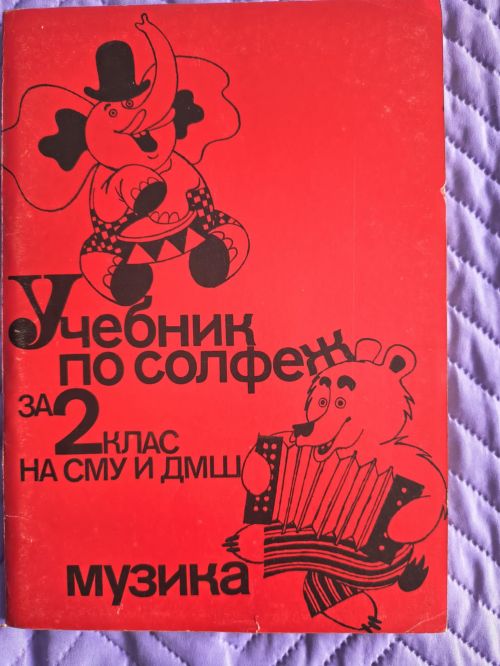 Учебник
по солфеж
за 2 клас
на СМУ и ДМШ
музика